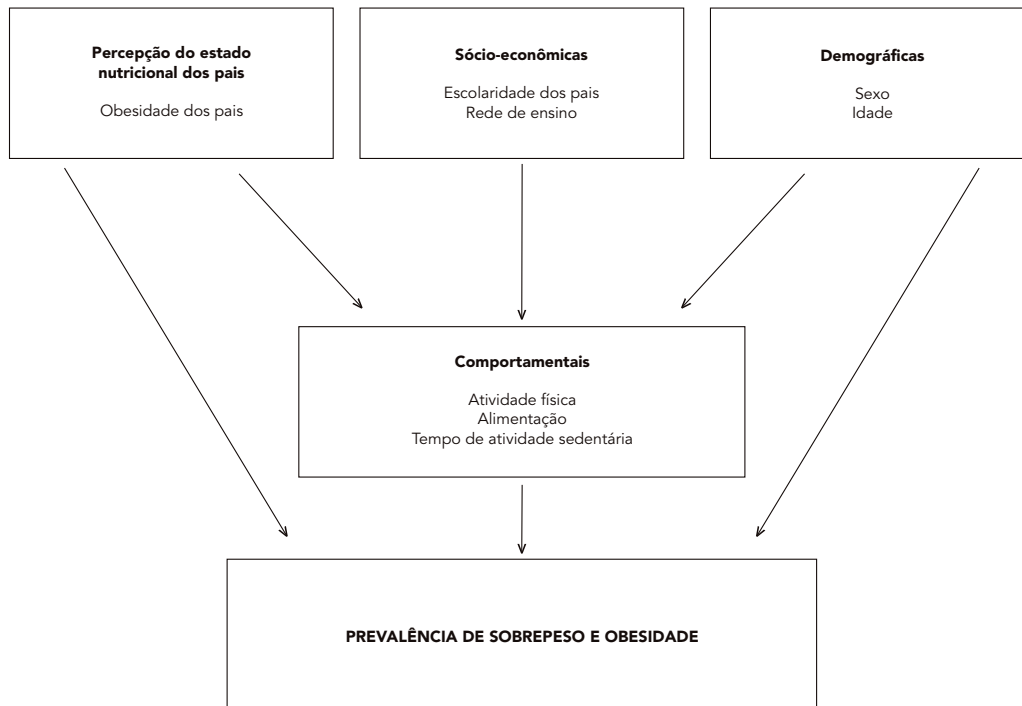 Percepção do estado
nutricional dos pais
Obesidade dos pais
Sócio-econômicas
Escolaridade dos pais
Rede de ensino
Demográficas
Sexo
Idade
Comportamentais
Atividade física
Alimentação
Tempo de atividade sedentária
PREVALÊNCIA DE SOBREPESO E OBESIDADE